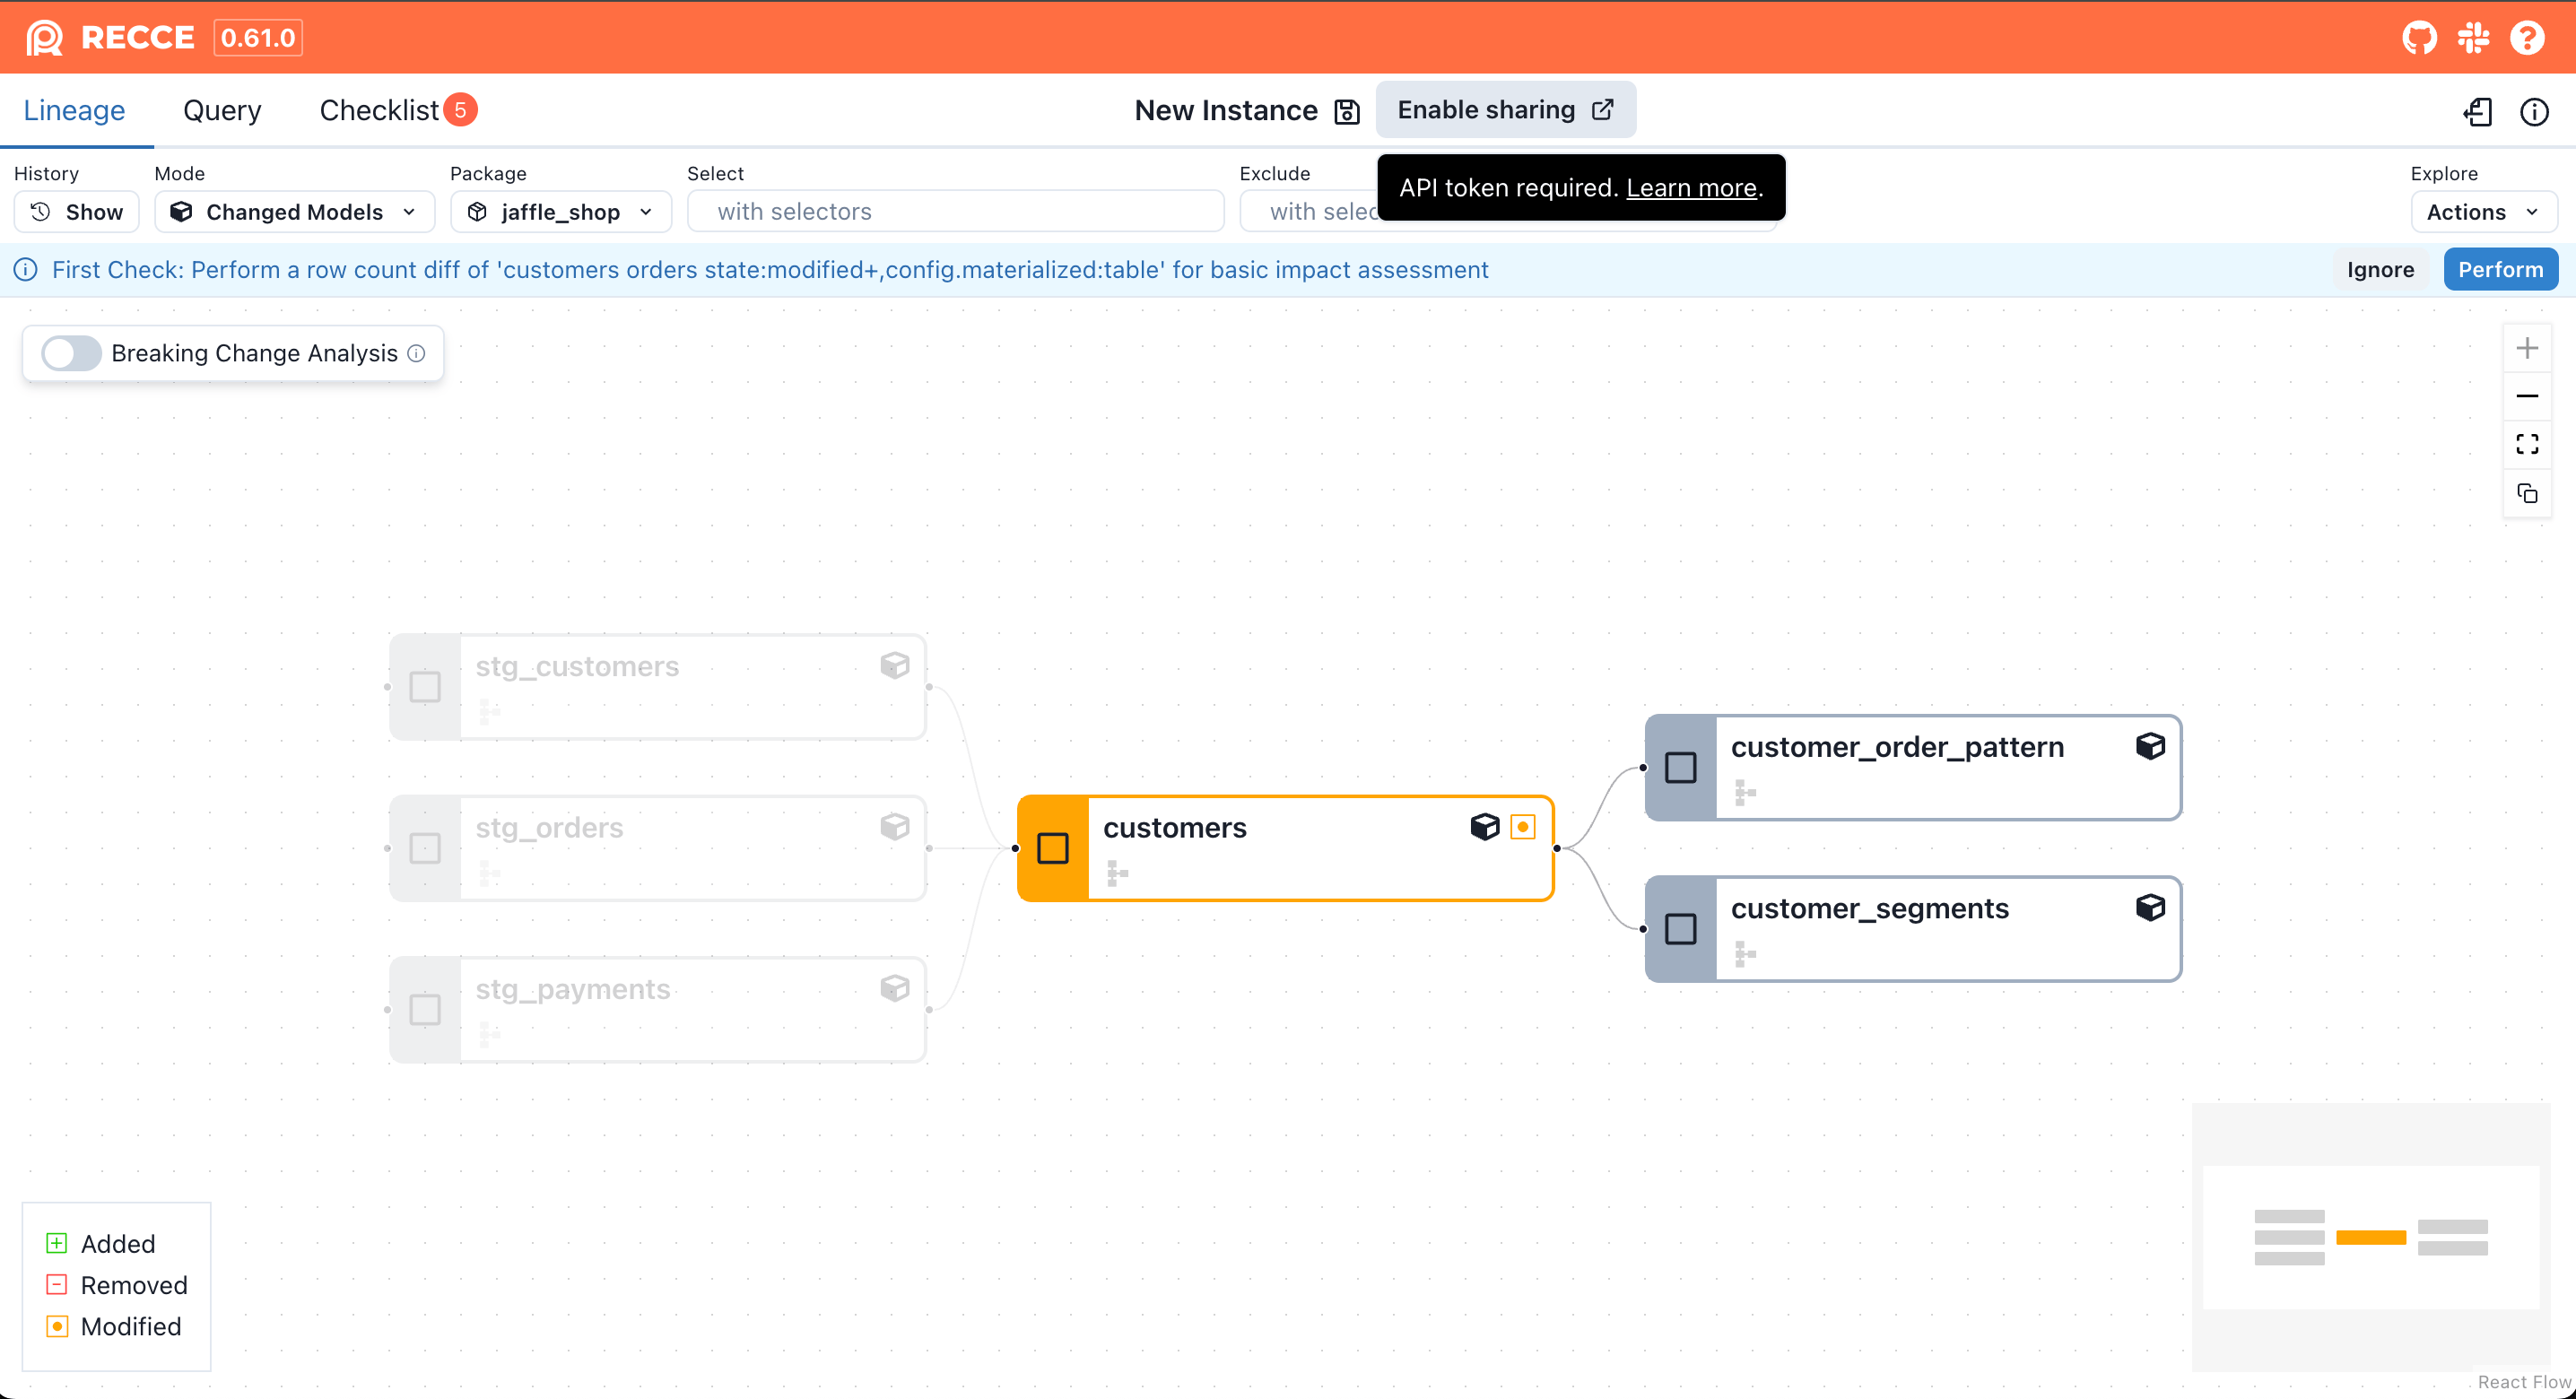 RECCE 0.61.0
Lineage Query Checklist 5 New Instance Enable sharing
History Mode Package Select Exclude Explore
API token required. Learn more.
Show Changed Models jaffle_shop with selectors with selec Actions
First Check: Perform a row count diff of 'customers orders state:modified+,config.materialized:table' for basic impact assessment Ignore Perform
Breaking Change Analysis
stg_customers
customer_order_pattern
stg_orders
customers
customer_segments
stg_payments
Added
Removed
Modified
React Flow